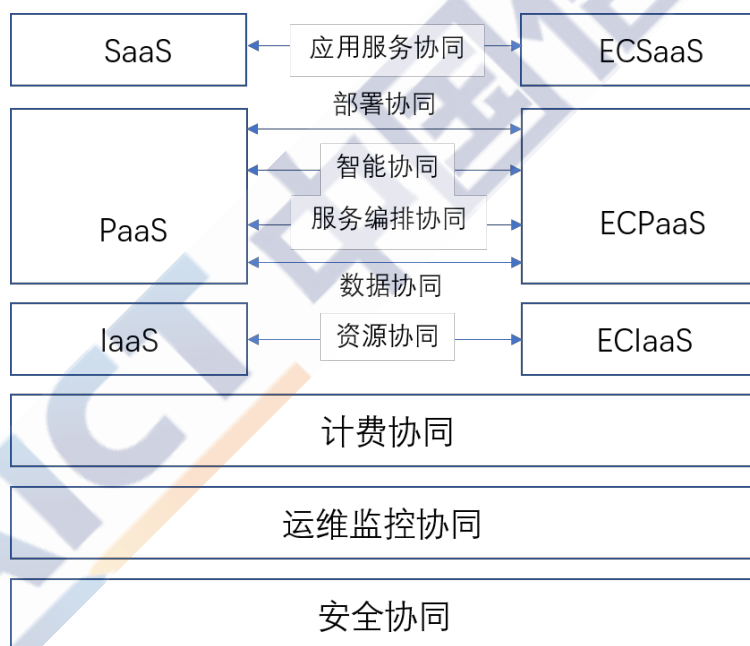 SaaS
应用服务协同
ECSaaS
部署协同
智能协同
PaaS
服务编排协同
ECPaaS
数据协同
IaaS
资源协同
ECIaaS
计费协同
运维监控协同
安全协同